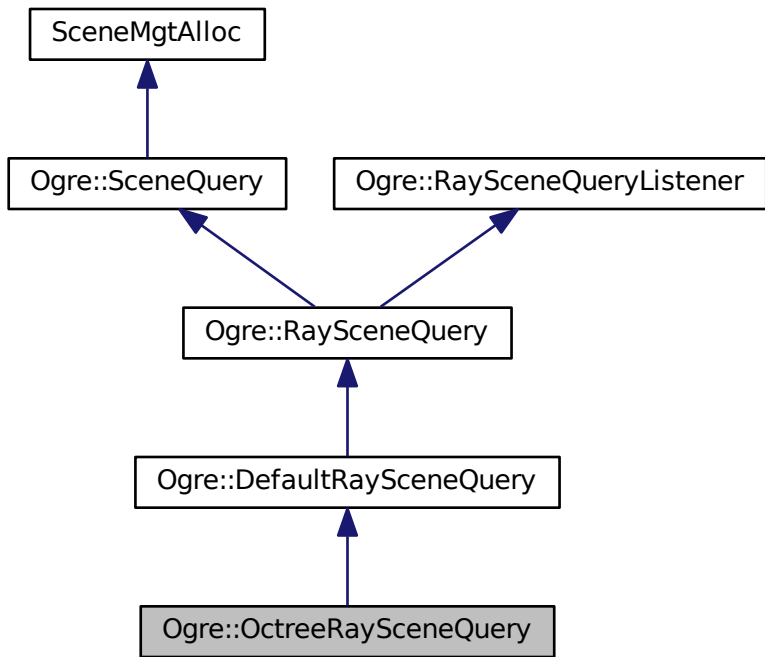 SceneMgtAlloc
Ogre::SceneQuery
Ogre::RaySceneQueryListener
Ogre::RaySceneQuery
Ogre::DefaultRaySceneQuery
Ogre::OctreeRaySceneQuery